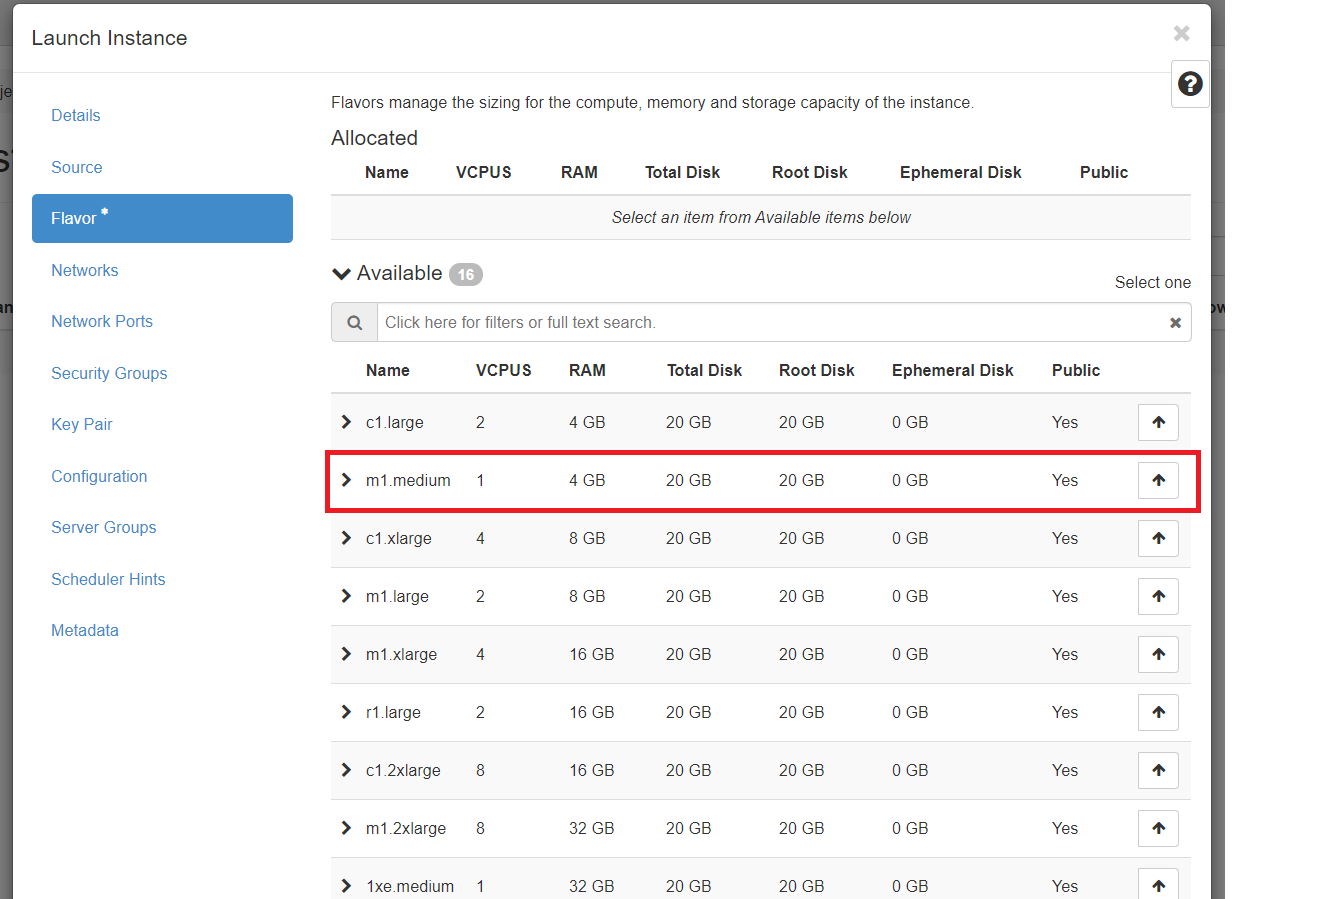 Launch Instance
×
?
Details
Source
Flavor *
Networks
Network Ports
Security Groups
Key Pair
Configuration
Server Groups
Scheduler Hints
Metadata
Flavors manage the sizing for the compute, memory and storage capacity of the instance.
Allocated
Name VCPUS RAM Total Disk Root Disk Ephemeral Disk Public
Select an item from Available items below
Available 16
Select one
Click here for filters or full text search.
Name VCPUS RAM Total Disk Root Disk Ephemeral Disk Public
c1.large 2 4 GB 20 GB 20 GB 0 GB Yes
m1.medium 1 4 GB 20 GB 20 GB 0 GB Yes
c1.xlarge 4 8 GB 20 GB 20 GB 0 GB Yes
m1.large 2 8 GB 20 GB 20 GB 0 GB Yes
m1.xlarge 4 16 GB 20 GB 20 GB 0 GB Yes
r1.large 2 16 GB 20 GB 20 GB 0 GB Yes
c1.2xlarge 8 16 GB 20 GB 20 GB 0 GB Yes
m1.2xlarge 8 32 GB 20 GB 20 GB 0 GB Yes
1xe.medium 1 32 GB 20 GB 20 GB 0 GB Yes